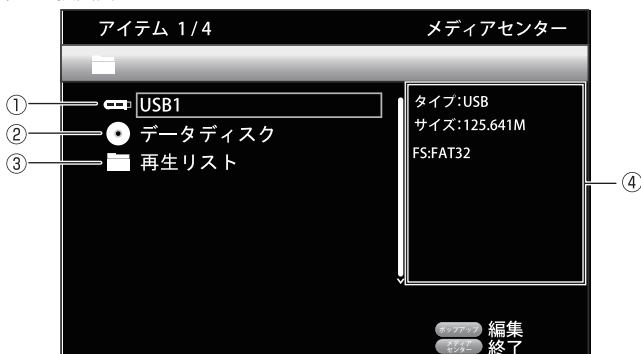 アイテム 1/4 メディアセンター
① USB1
② データディスク
③ 再生リスト
タイプ:USB
サイズ:125.641M
FS:FAT32
④
ポップアップ 編集
メディアセンター 終了